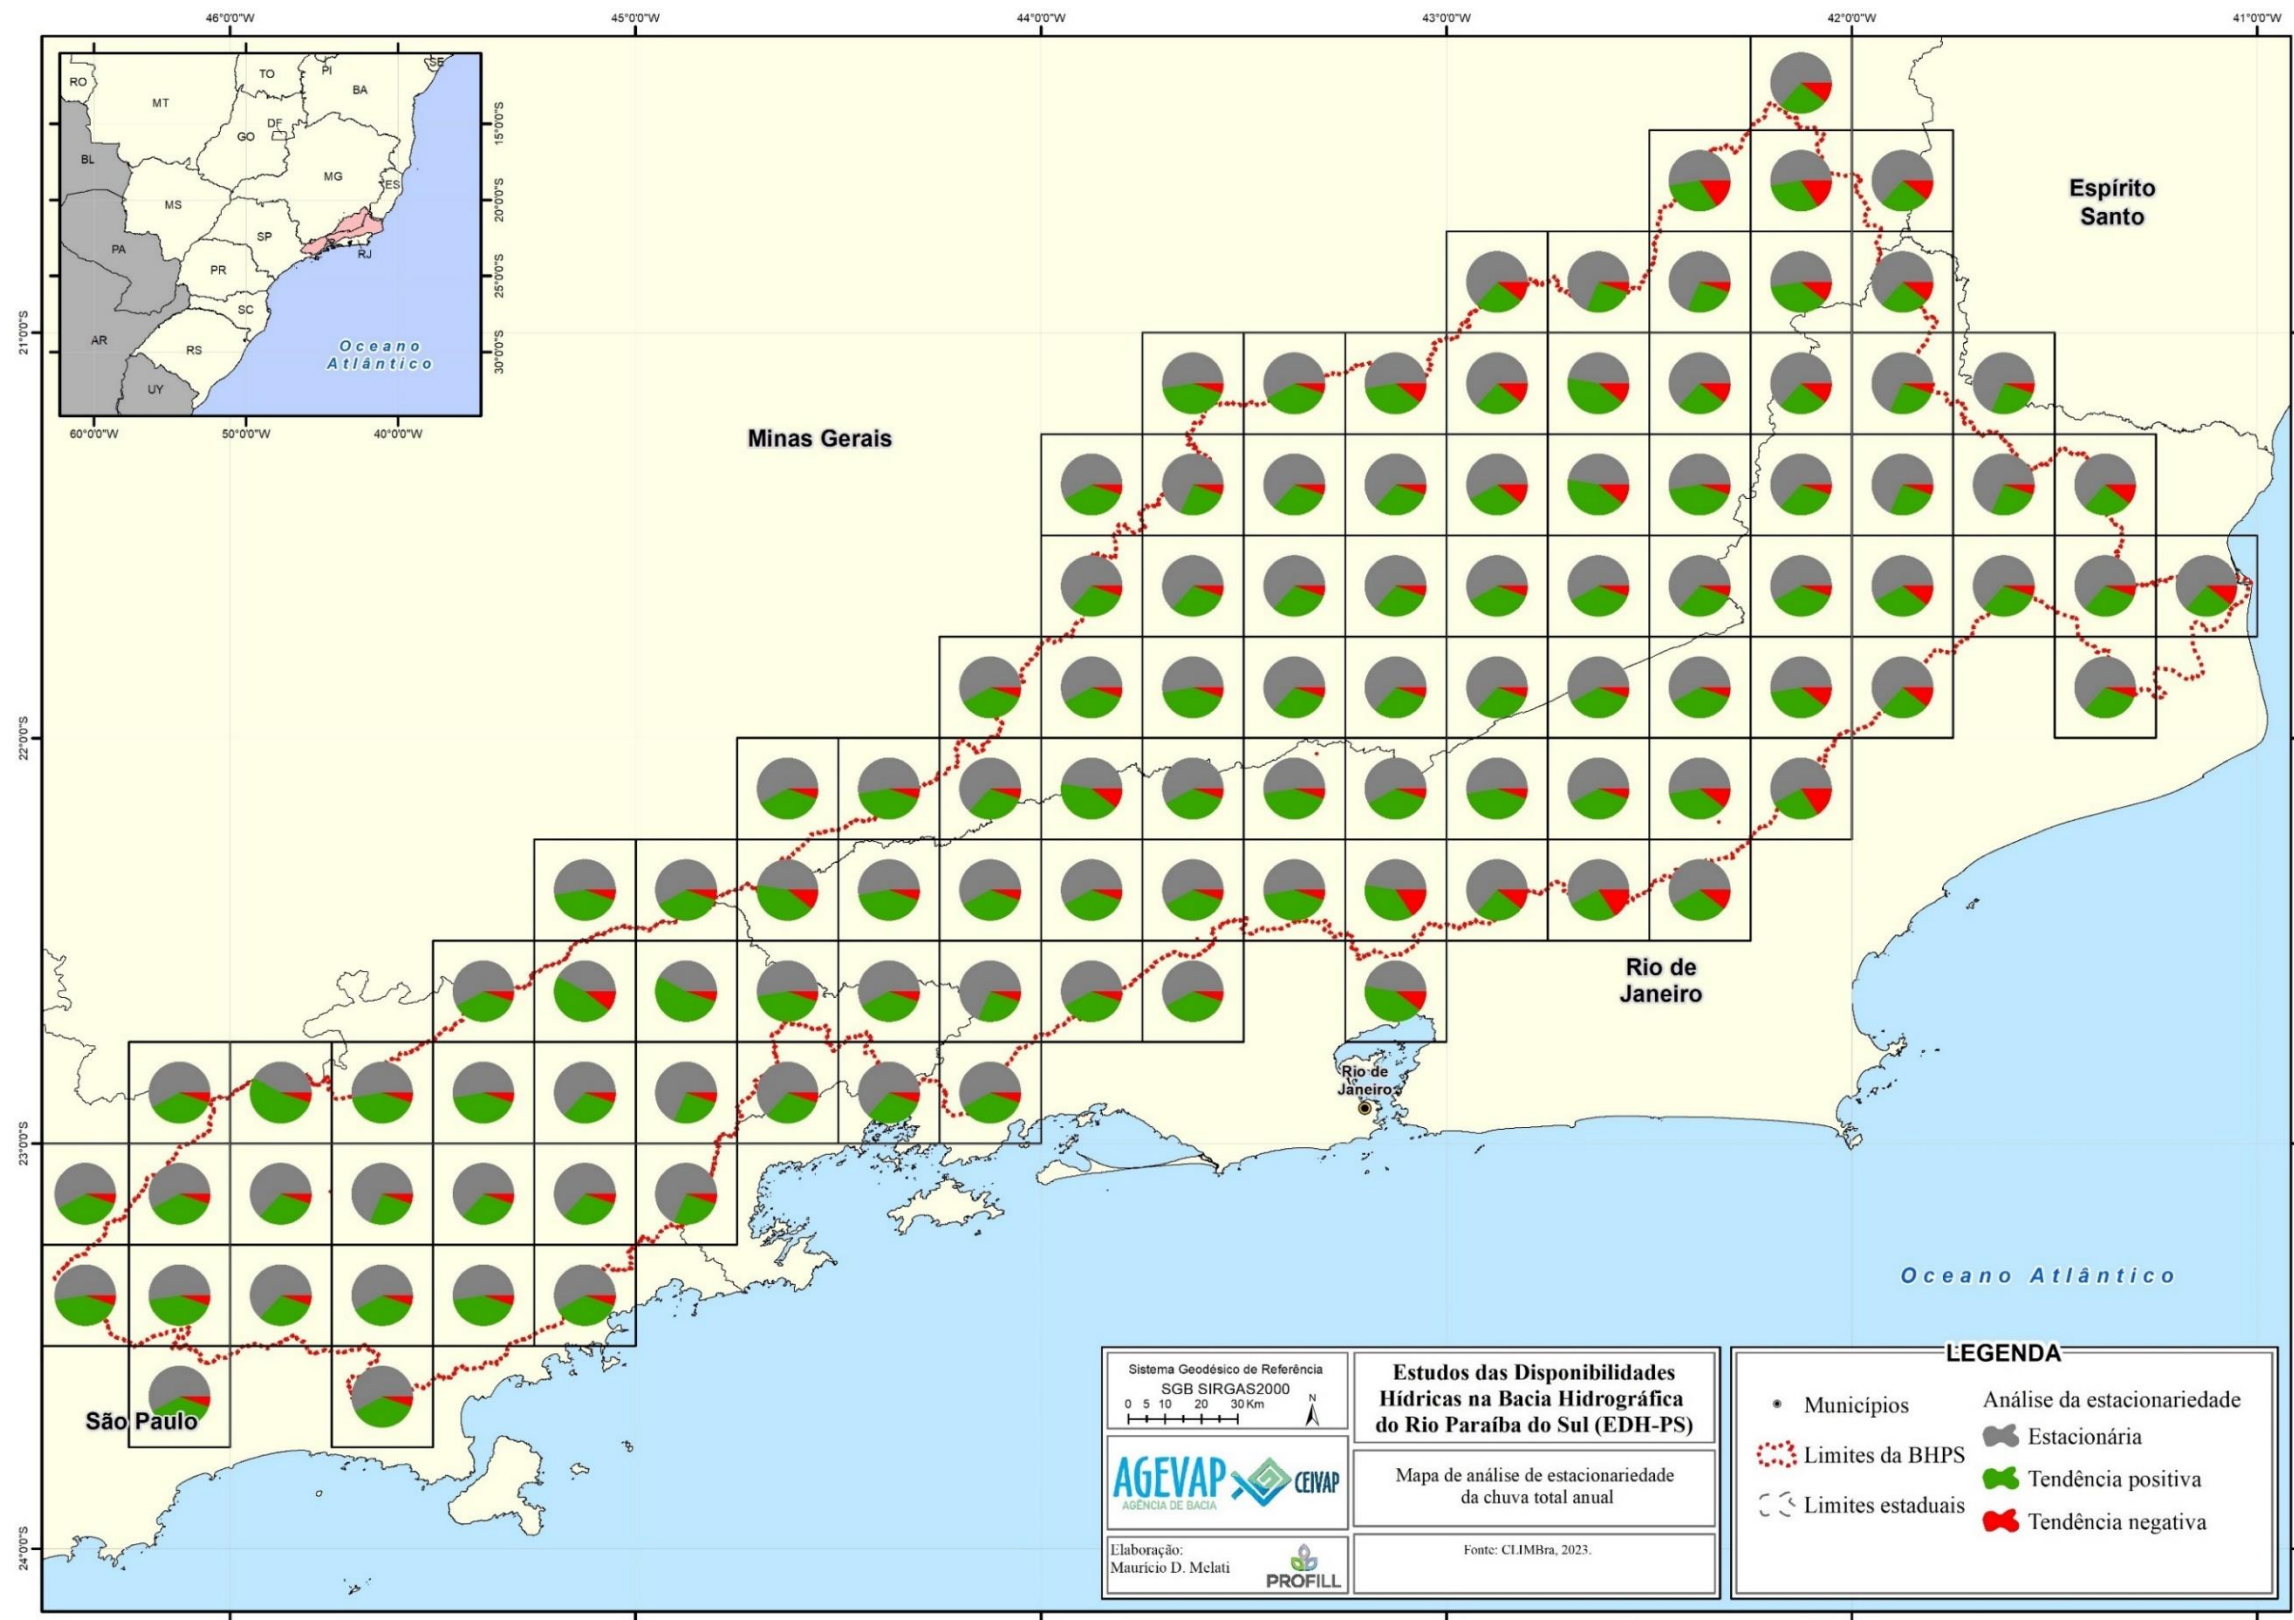 46°0'0"W
45°0'0"W
44°0'0"W
43°0'0"W
42°0'0"W
41°0'0"W
RO
MT
TO
PI
SE
BA
GO
DF
BL
MG
ES
MS
SP
PA
RJ
PR
SC
AR
RS
UY
Oceano
Atlântico
15°0'0"S
20°0'0"S
25°0'0"S
30°0'0"S
60°0'0"W
50°0'0"W
40°0'0"W
21°0'0"S
22°0'0"S
23°0'0"S
24°0'0"S
Espírito
Santo
Minas Gerais
Rio de
Janeiro
Rio de
Janeiro
São Paulo
Oceano Atlântico
Sistema Geodésico de Referência
SGB SIRGAS2000
0 5 10 20 30 Km
N
Estudos das Disponibilidades
Hídricas na Bacia Hidrográfica
do Rio Paraíba do Sul (EDH-PS)
AGEVAP
AGÊNCIA DE BACIA
CEIVAP
Mapa de análise de estacionariedade
da chuva total anual
Elaboração:
Maurício D. Melati
PROFILL
Fonte: CLIMBra, 2023.
LEGENDA
Municípios
Limites da BHPS
Limites estaduais
Análise da estacionariedade
Estacionária
Tendência positiva
Tendência negativa